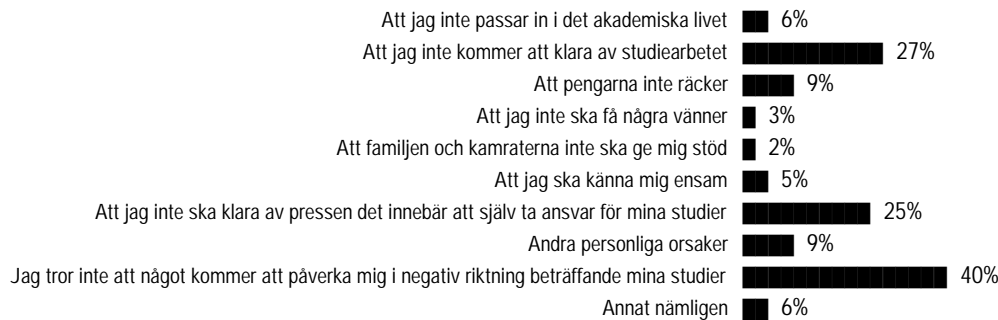 Att jag inte passar in i det akademiska livet 6%
Att jag inte kommer att klara av studiearbetet 27%
Att pengarna inte räcker 9%
Att jag inte ska få några vänner 3%
Att familjen och kamraterna inte ska ge mig stöd 2%
Att jag ska känna mig ensam 5%
Att jag inte ska klara av pressen det innebär att själv ta ansvar för mina studier 25%
Andra personliga orsaker 9%
Jag tror inte att något kommer att påverka mig i negativ riktning beträffande mina studier 40%
Annat nämligen 6%